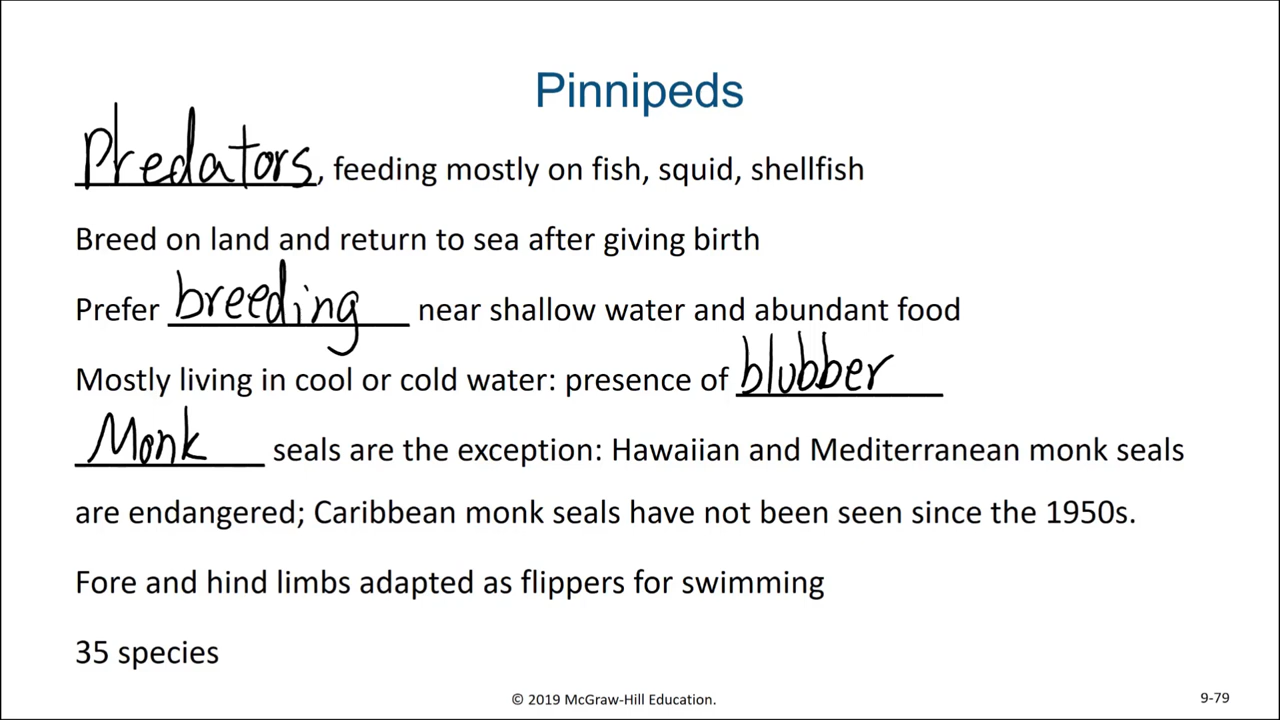 Pinnipeds
Predators, feeding mostly on fish, squid, shellfish
Breed on land and return to sea after giving birth
Prefer breeding near shallow water and abundant food
Mostly living in cool or cold water: presence of blubber
Monk seals are the exception: Hawaiian and Mediterranean monk seals
are endangered; Caribbean monk seals have not been seen since the 1950s.
Fore and hind limbs adapted as flippers for swimming
35 species
© 2019 McGraw-Hill Education.
9-79